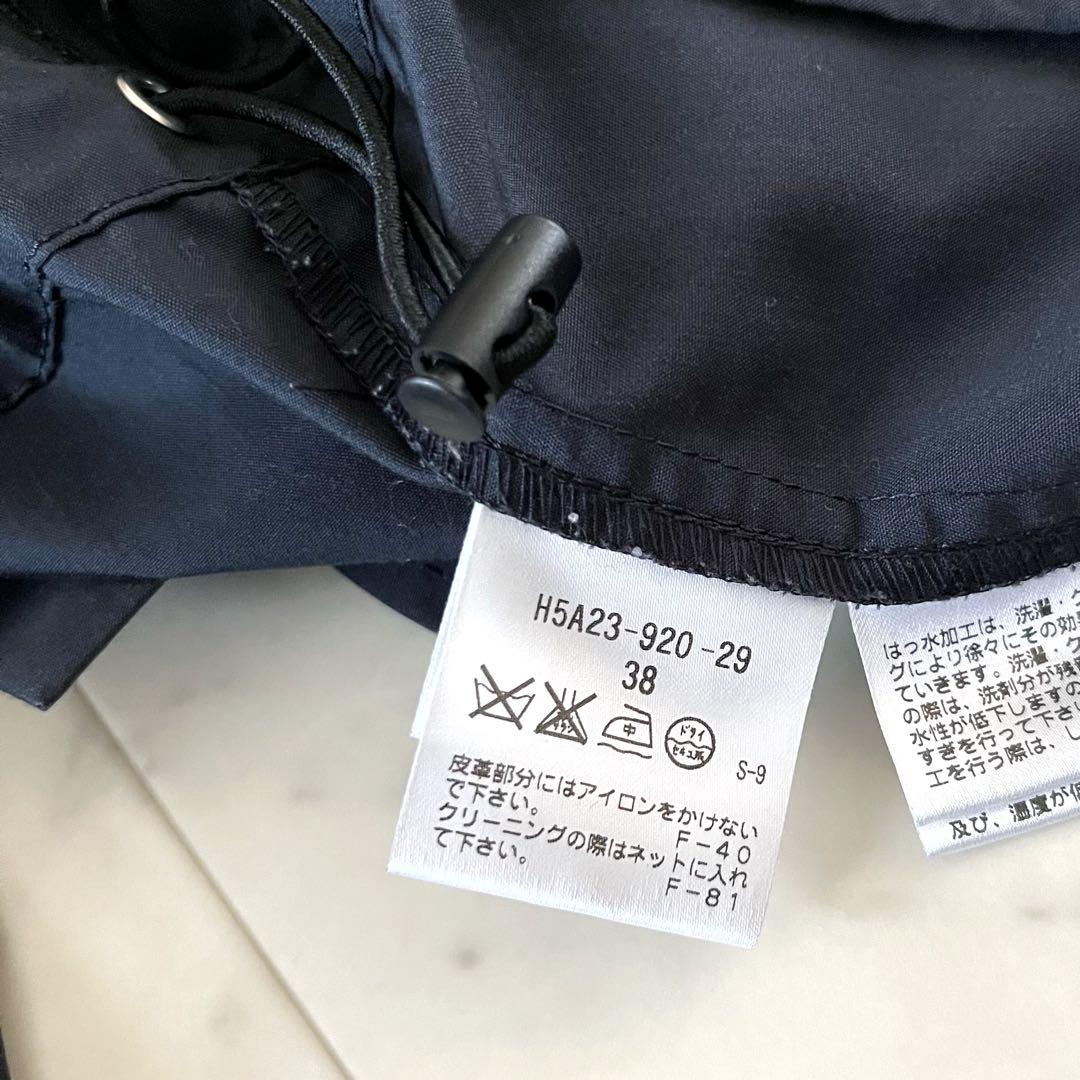 H5A23-920-29
38
中
ドライ
セキユ系
S-9
皮革部分にはアイロンをかけない
で下さい。
F-40
クリーニングの際はネットに入れ
て下さい。
F-81
はっ水加工は、洗濯・ク
グにより徐々にその効果
ていきます。洗濯・ク
の際は、洗剤分が残
水性が低下しますの
すぎを行って下さい
工を行う際は、し
及び、湿度が低